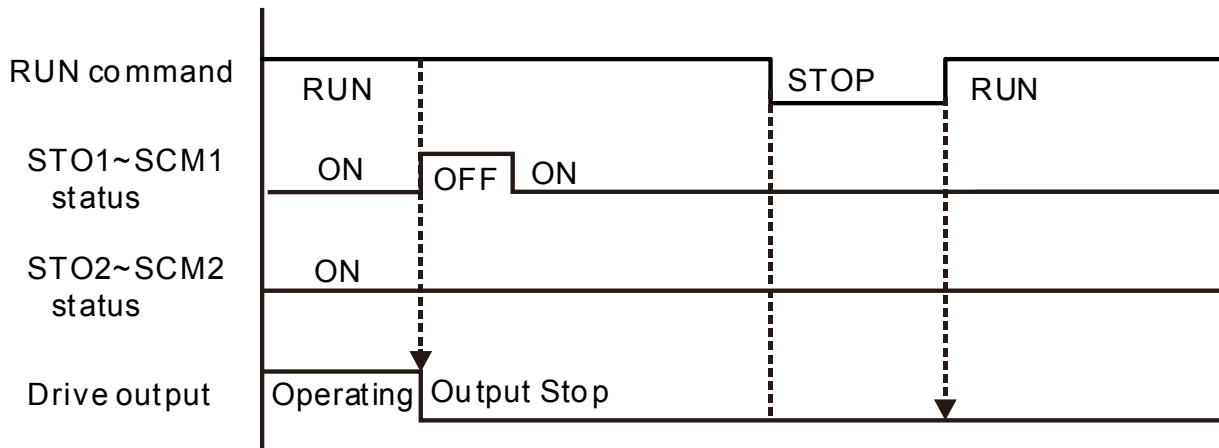 RUN command
RUN
STOP
RUN
STO1~SCM1
status
ON
OFF
ON
STO2~SCM2
status
ON
Drive output
Operating
Output Stop